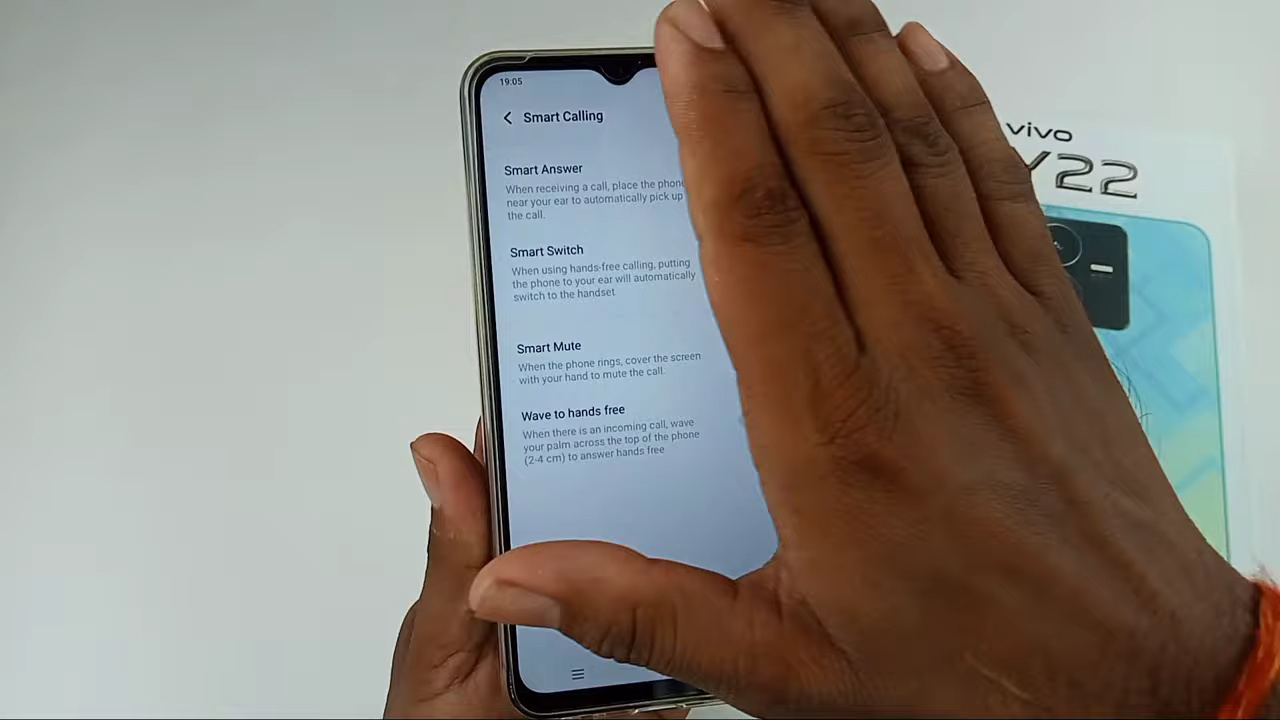 19:05
Smart Calling
Smart Answer
When receiving a call, place the phone
near your ear to automatically pick up
the call.
Smart Switch
When using hands-free calling, putting
the phone to your ear will automatically
switch to the handset
Smart Mute
When the phone rings, cover the screen
with your hand to mute the call.
Wave to hands free
When there is an incoming call, wave
your palm across the top of the phone
(2-4 cm) to answer hands free
vivo
Y22